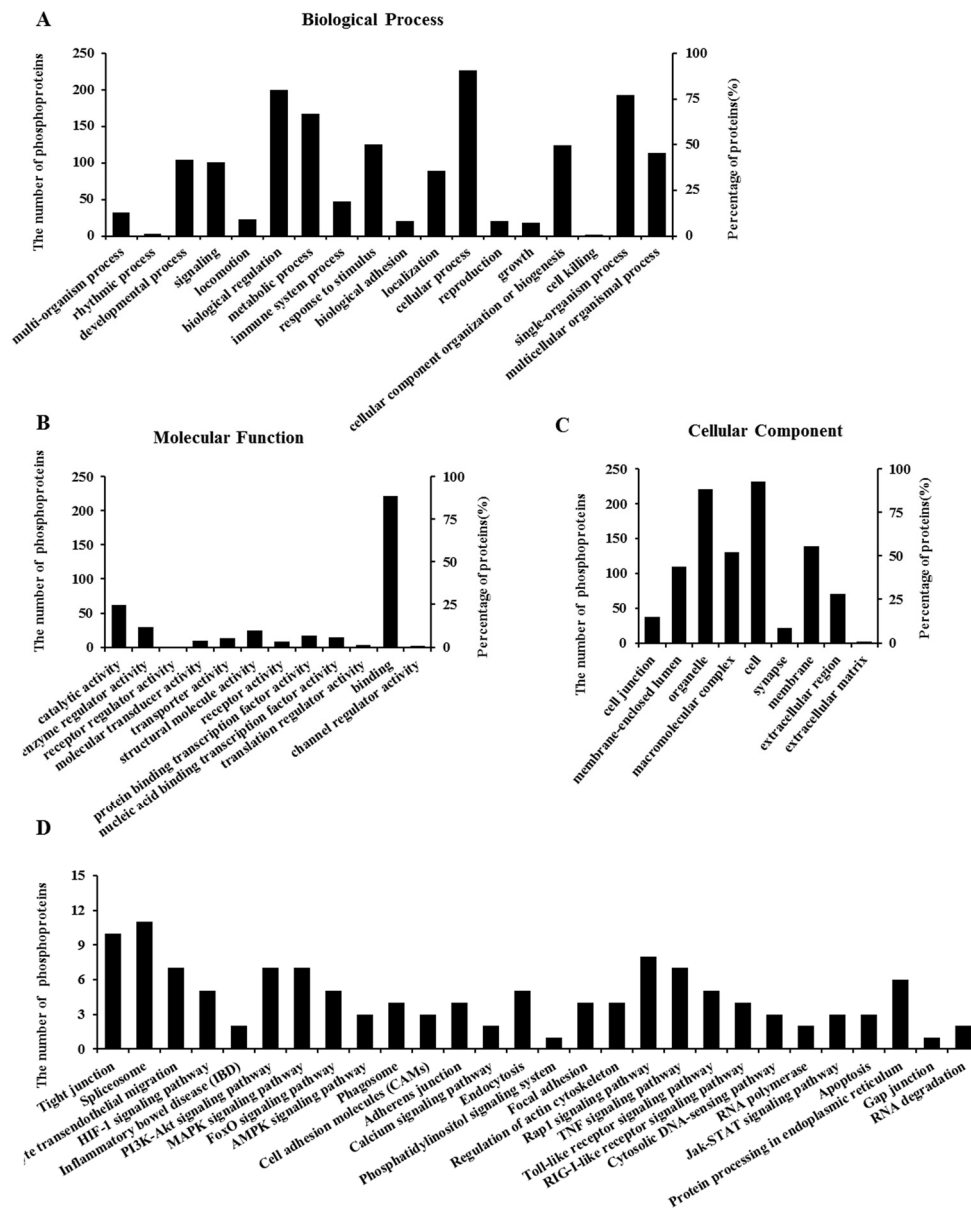 A
Biological Process
The number of phosphoproteins
250
200
150
100
50
0
100
75
50
25
0
Percentage of proteins(%)
multi-organism process
rhythmic process
developmental process
signaling
locomotion
biological regulation
metabolic process
immune system process
response to stimulus
biological adhesion
localization
cellular process
reproduction
growth
cellular component organization or biogenesis
cell killing
single-organism process
multicellular organismal process
B
Molecular Function
The number of phosphoproteins
250
200
150
100
50
0
100
75
50
25
0
Percentage of proteins(%)
catalytic activity
enzyme regulator activity
receptor regulator activity
molecular transducer activity
transporter activity
structural molecule activity
receptor activity
protein binding transcription factor activity
nucleic acid binding transcription factor activity
translation regulator activity
binding
channel regulator activity
C
Cellular Component
The number of phosphoproteins
250
200
150
100
50
0
100
75
50
25
0
Percentage of proteins(%)
cell junction
membrane-enclosed lumen
organelle
macromolecular complex
cell
synapse
membrane
extracellular region
extracellular matrix
D
The number of phosphoproteins
15
12
9
6
3
0
Tight junction
Spliceosome
yte transendothelial migration
HIF-1 signaling pathway
Inflammatory bowel disease (IBD)
PI3K-Akt signaling pathway
MAPK signaling pathway
FoxO signaling pathway
AMPK signaling pathway
Phagosome
Cell adhesion molecules (CAMs)
Adherens junction
Calcium signaling pathway
Endocytosis
Phosphatidylinositol signaling system
Focal adhesion
Regulation of actin cytoskeleton
Rap1 signaling pathway
TNF signaling pathway
Toll-like receptor signaling pathway
RIG-I-like receptor signaling pathway
Cytosolic DNA-sensing pathway
RNA polymerase
Jak-STAT signaling pathway
Apoptosis
Protein processing in endoplasmic reticulum
Gap junction
RNA degradation